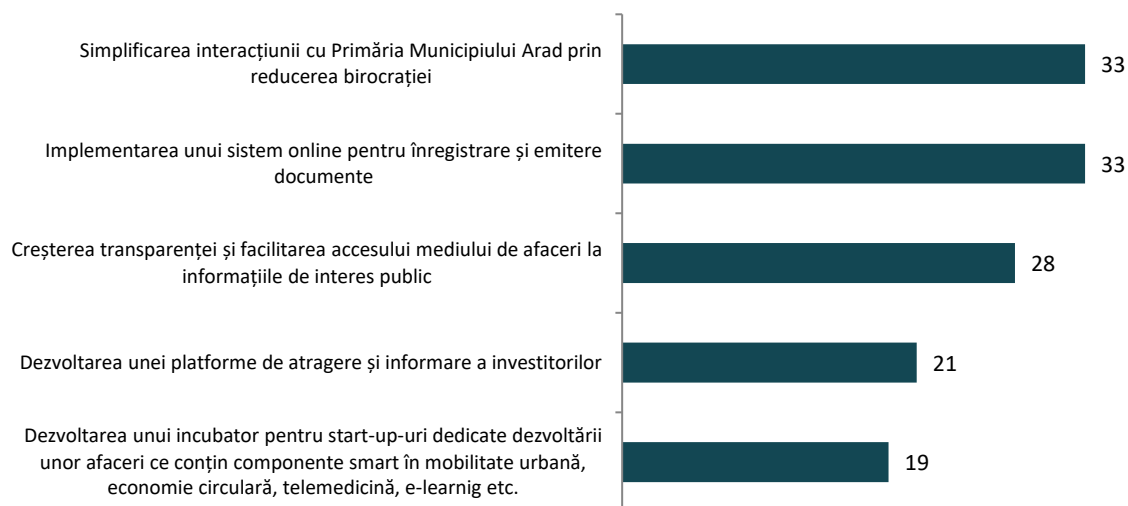 Simplificarea interacțiunii cu Primăria Municipiului Arad prin
reducerea birocrației
33
Implementarea unui sistem online pentru înregistrare și emitere
documente
33
Creșterea transparenței și facilitarea accesului mediului de afaceri la
informațiile de interes public
28
Dezvoltarea unei platforme de atragere și informare a investitorilor
21
Dezvoltarea unui incubator pentru start-up-uri dedicate dezvoltării
unor afaceri ce conțin componente smart în mobilitate urbană,
economie circulară, telemedicină, e-learnig etc.
19